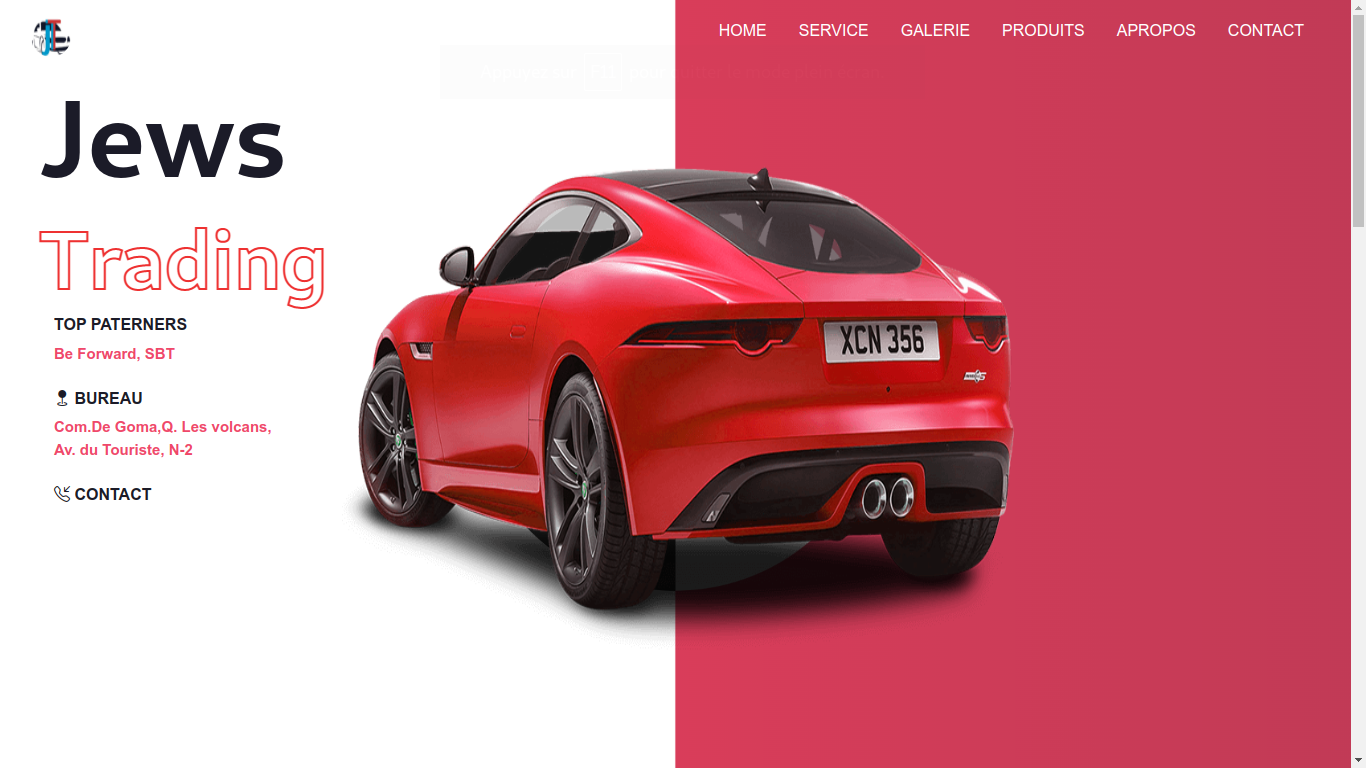 HOME SERVICE GALERIE PRODUITS APROPOS CONTACT
Jews
Trading
TOP PATERNERS
Be Forward, SBT
BUREAU
Com.De Goma,Q. Les volcans,
Av. du Touriste, N-2
CONTACT
XCN 356